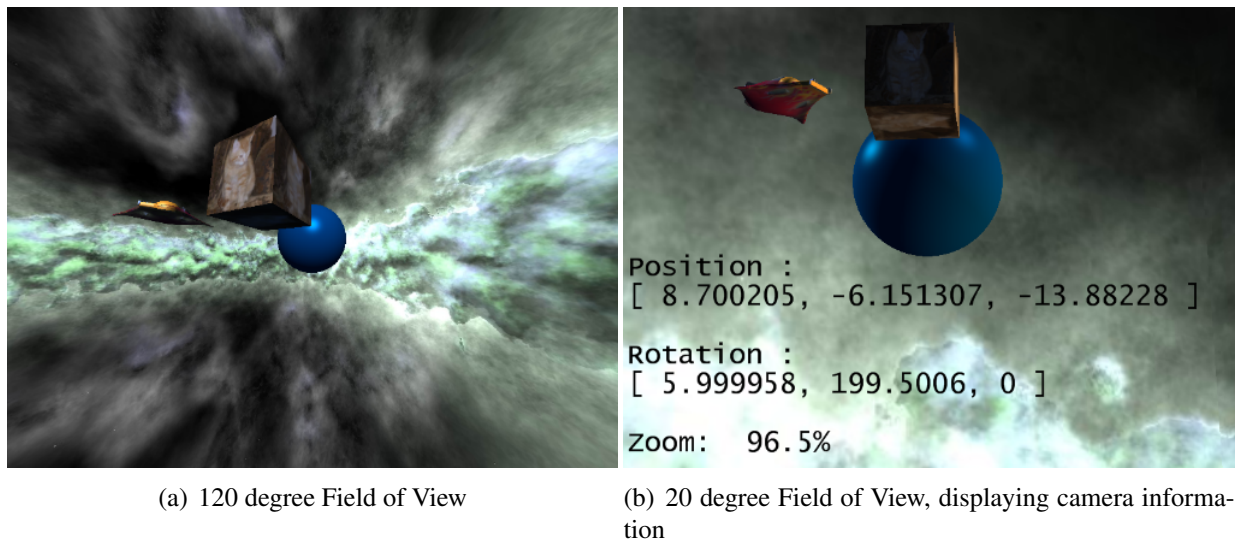 Position :
[ 8.700205, -6.151307, -13.88228 ]
Rotation :
[ 5.999958, 199.5006, 0 ]
Zoom:  96.5%
(a) 120 degree Field of View
(b) 20 degree Field of View, displaying camera informa-
tion